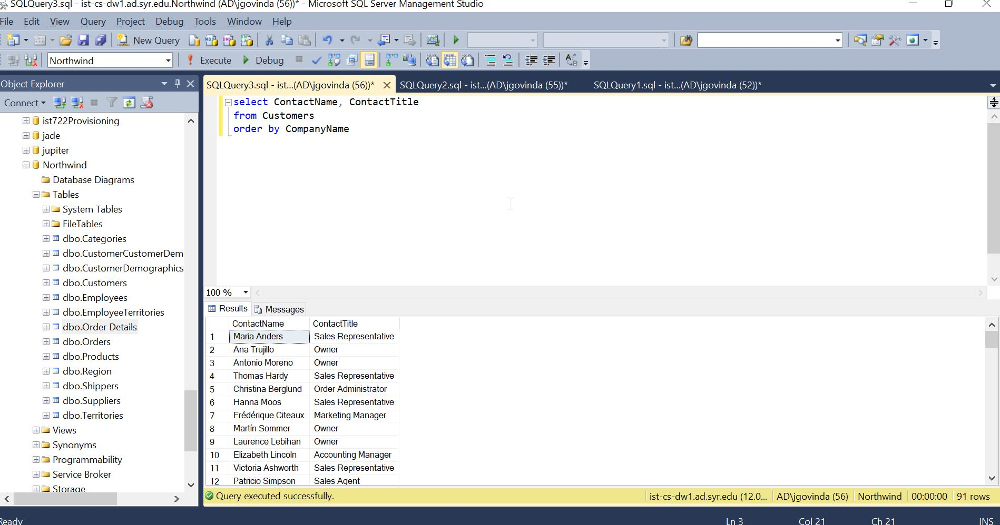 SQLQuery3.sql - ist-cs-dw1.ad.syr.edu.Northwind (AD\jgovinda (56))* - Microsoft SQL Server Management Studio
File Edit View Query Project Debug Tools Window Help
New Query
Northwind Execute Debug
Object Explorer
Connect
ist722Provisioning
jade
jupiter
Northwind
Database Diagrams
Tables
System Tables
FileTables
dbo.Categories
dbo.CustomerCustomerDem
dbo.CustomerDemographics
dbo.Customers
dbo.Employees
dbo.EmployeeTerritories
dbo.Order Details
dbo.Orders
dbo.Products
dbo.Region
dbo.Shippers
dbo.Suppliers
dbo.Territories
Views
Synonyms
Programmability
Service Broker
Storage
SQLQuery3.sql - ist...(AD\jgovinda (56))* SQLQuery2.sql - ist...(AD\jgovinda (55))* SQLQuery1.sql - ist...(AD\jgovinda (52))*
select ContactName, ContactTitle
from Customers
order by CompanyName
100 %
Results Messages
ContactName ContactTitle
1 Maria Anders Sales Representative
2 Ana Trujillo Owner
3 Antonio Moreno Owner
4 Thomas Hardy Sales Representative
5 Christina Berglund Order Administrator
6 Hanna Moos Sales Representative
7 Frédérique Citeaux Marketing Manager
8 Martín Sommer Owner
9 Laurence Lebihan Owner
10 Elizabeth Lincoln Accounting Manager
11 Victoria Ashworth Sales Representative
12 Patricio Simpson Sales Agent
Query executed successfully. ist-cs-dw1.ad.syr.edu (12.0... AD\jgovinda (56) Northwind 00:00:00 91 rows
Ready Ln 3 Col 21 Ch 21 INS